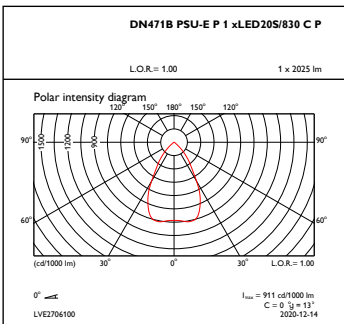 DN471B PSU-E P 1 xLED20S/830 C P
L.O.R.= 1.00 1 x 2025 lm
Polar intensity diagram
120° 150° 180° 150° 120°
90° 1500 1200 900 90°
60° 60°
(cd/1000 lm) 30° 0° 30° L.O.R.= 1.00
0° Imax = 911 cd/1000 lm
C = 0 °g = 13°
LVE2706100 2020-12-14